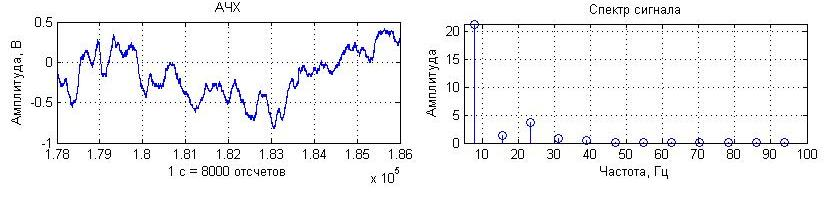 АЧХ
Амплитуда, В
0.5
0
-0.5
-1
1.78 1.79 1.8 1.81 1.82 1.83 1.84 1.85 1.86
1 с = 8000 отсчетов
x 10^5
Спектр сигнала
Амплитуда
20
15
10
5
0
10 20 30 40 50 60 70 80 90 100
Частота, Гц